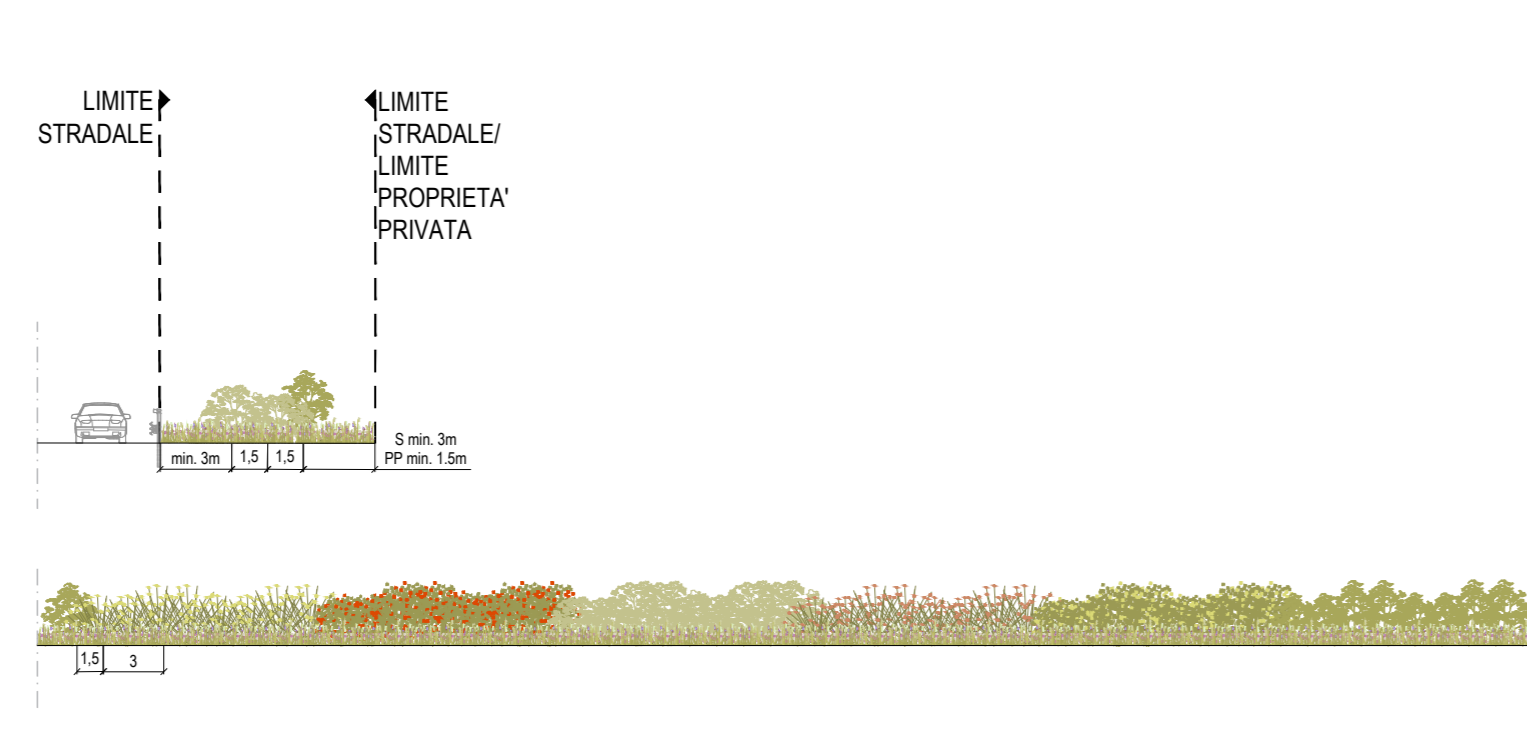 LIMITE
STRADALE
LIMITE
STRADALE/
LIMITE
PROPRIETA'
PRIVATA
S min. 3m
min. 3m 1,5 1,5 PP min. 1.5m
1,5 3